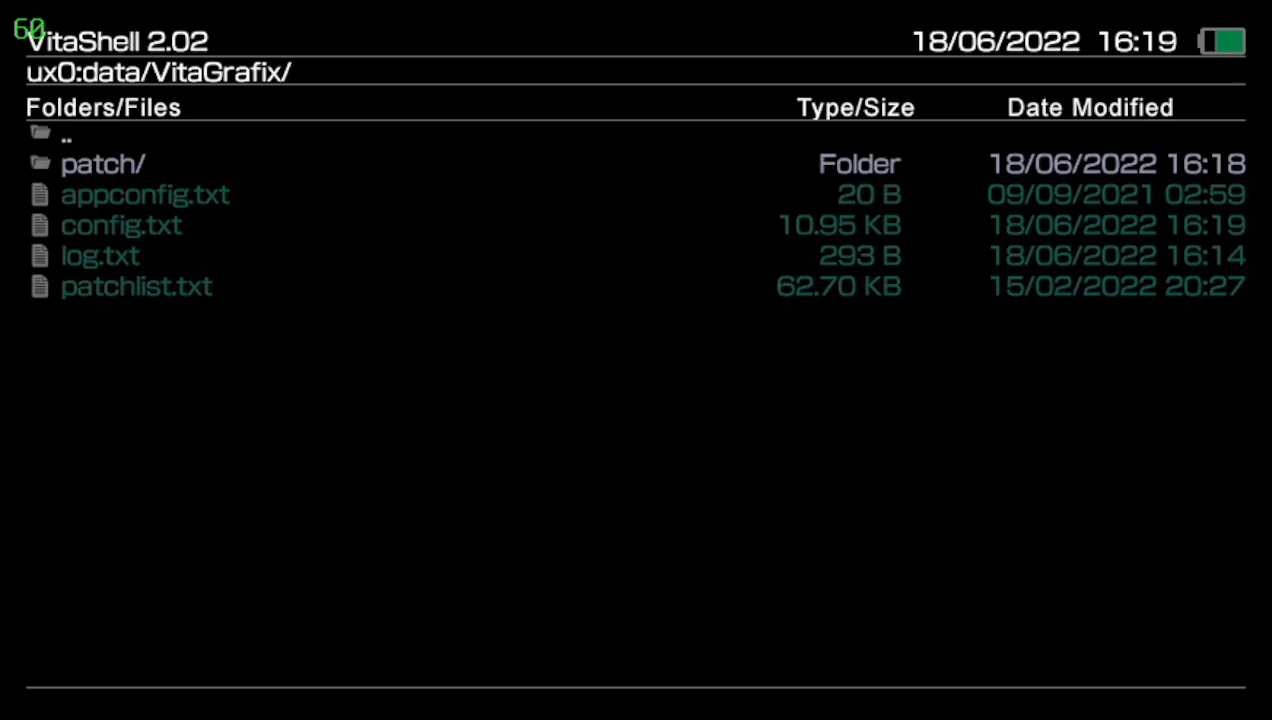 60
VitaShell 2.02 18/06/2022 16:19
ux0:data/VitaGrafix/
Folders/Files Type/Size Date Modified
..
patch/ Folder 18/06/2022 16:18
appconfig.txt 20 B 09/09/2021 02:59
config.txt 10.95 KB 18/06/2022 16:19
log.txt 293 B 18/06/2022 16:14
patchlist.txt 62.70 KB 15/02/2022 20:27